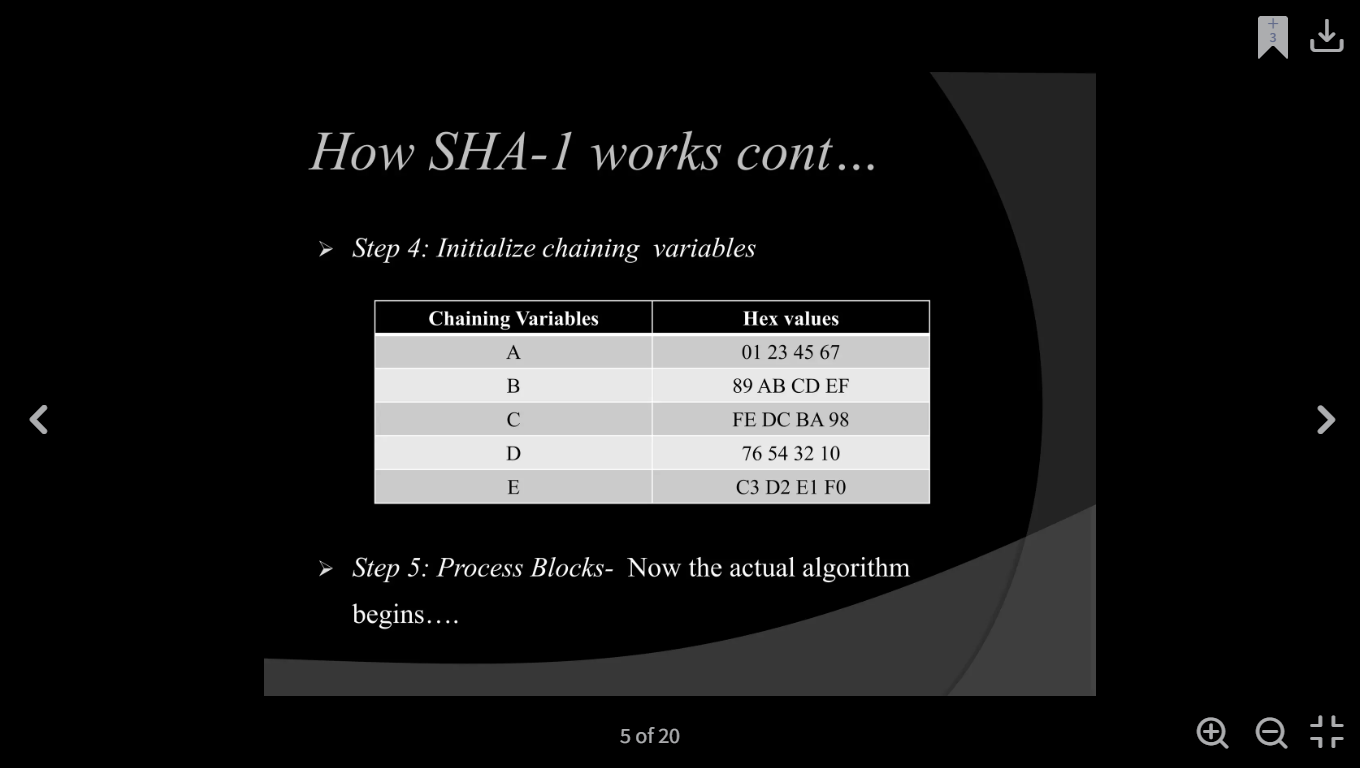 +
3
How SHA-1 works cont…
➢ Step 4: Initialize chaining variables
Chaining Variables Hex values
A 01 23 45 67
B 89 AB CD EF
C FE DC BA 98
D 76 54 32 10
E C3 D2 E1 F0
➢ Step 5: Process Blocks- Now the actual algorithm
begins….
5 of 20